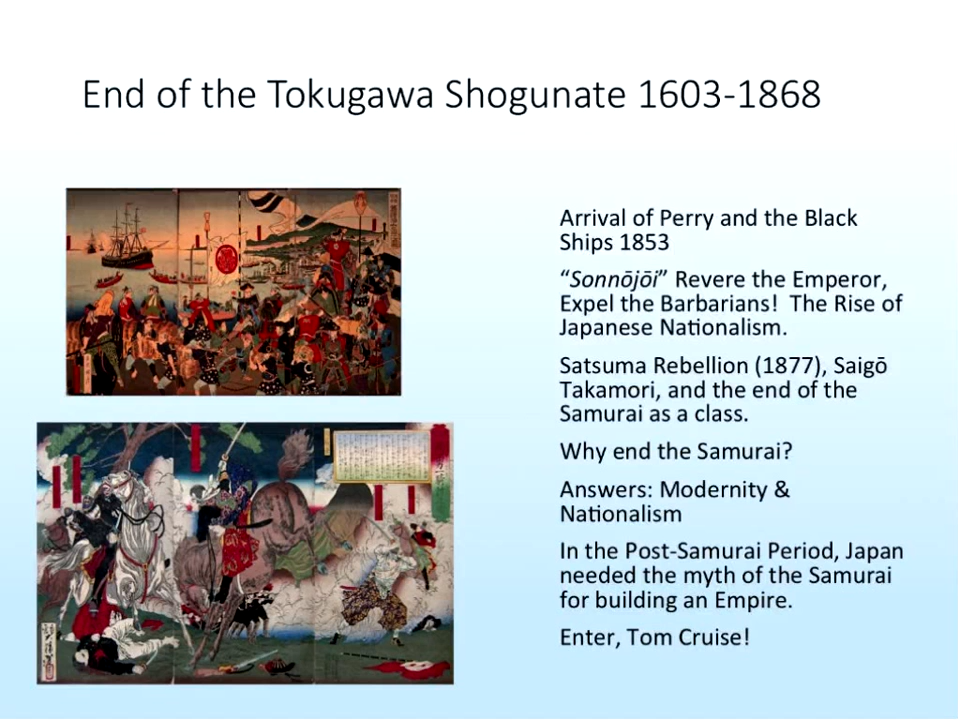 End of the Tokugawa Shogunate 1603-1868
Arrival of Perry and the Black
Ships 1853
“Sonnōjōi” Revere the Emperor,
Expel the Barbarians!  The Rise of
Japanese Nationalism.
Satsuma Rebellion (1877), Saigō
Takamori, and the end of the
Samurai as a class.
Why end the Samurai?
Answers: Modernity &
Nationalism
In the Post-Samurai Period, Japan
needed the myth of the Samurai
for building an Empire.
Enter, Tom Cruise!